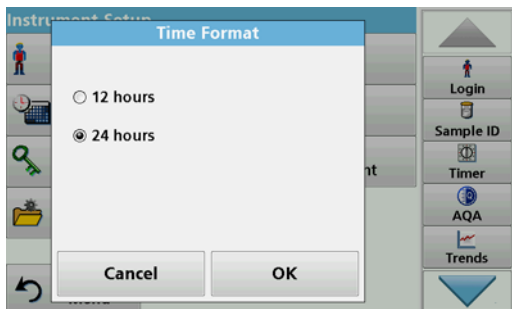 Time Format
12 hours
24 hours
Cancel
OK
Login
Sample ID
Timer
AQA
Trends